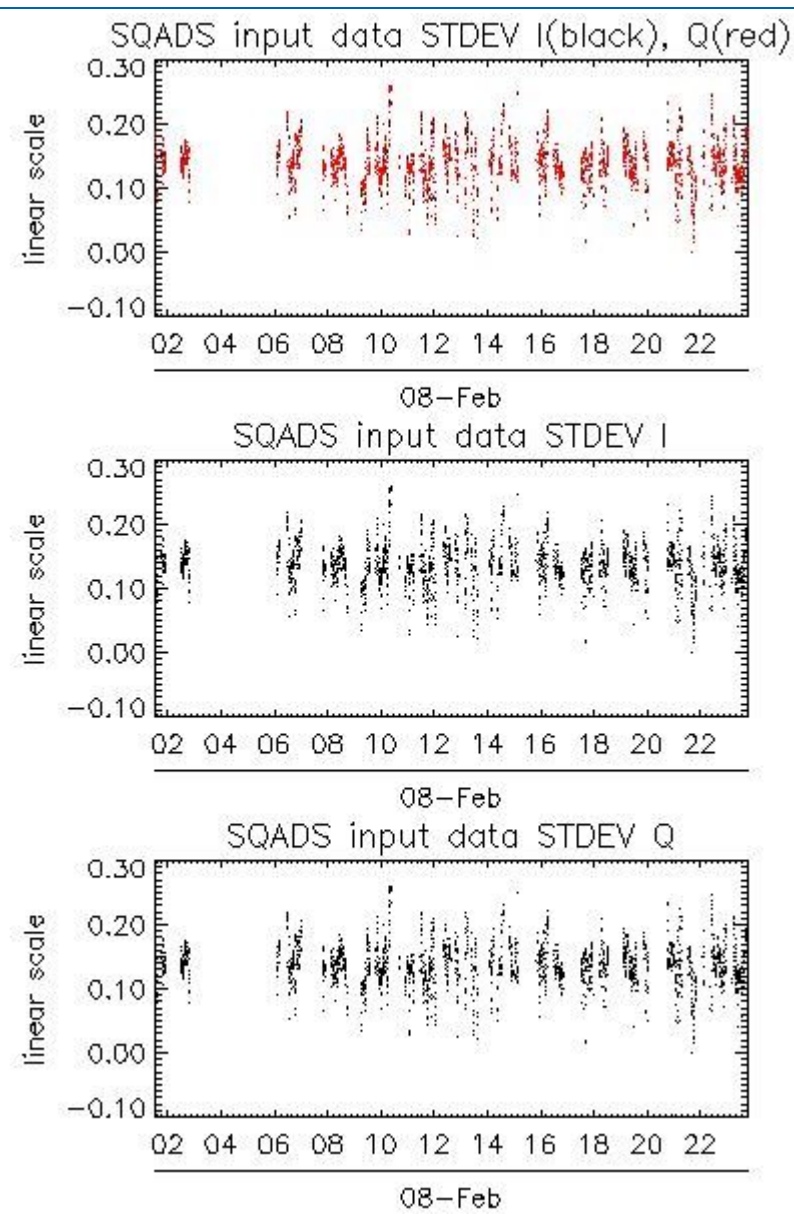 SQADS input data STDEV I(black), Q(red)
0.30
0.20
0.10
0.00
−0.10
linear scale
02 04 06 08 10 12 14 16 18 20 22
08−Feb
SQADS input data STDEV I
0.30
0.20
0.10
0.00
−0.10
linear scale
02 04 06 08 10 12 14 16 18 20 22
08−Feb
SQADS input data STDEV Q
0.30
0.20
0.10
0.00
−0.10
linear scale
02 04 06 08 10 12 14 16 18 20 22
08−Feb